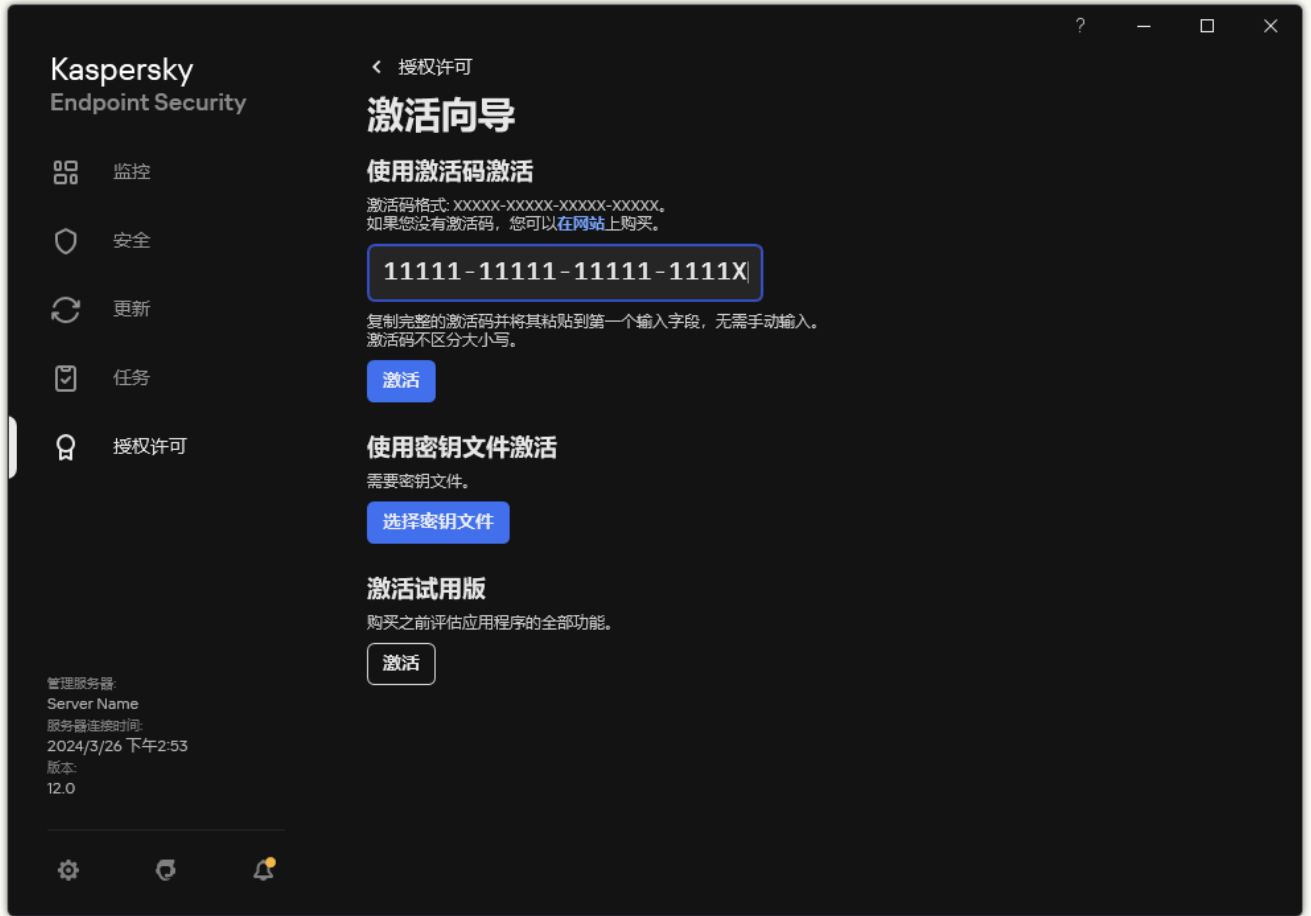 ?
Kaspersky
Endpoint Security
监控
安全
更新
任务
授权许可
管理服务器:
Server Name
服务器连接时间:
2024/3/26 下午2:53
版本:
12.0
授权许可
激活向导
使用激活码激活
激活码格式: XXXXX-XXXXX-XXXXX-XXXXX。
如果您没有激活码，您可以在网站上购买。
11111-11111-11111-1111X
复制完整的激活码并将其粘贴到第一个输入字段，无需手动输入。
激活码不区分大小写。
激活
使用密钥文件激活
需要密钥文件。
选择密钥文件
激活试用版
购买之前评估应用程序的全部功能。
激活